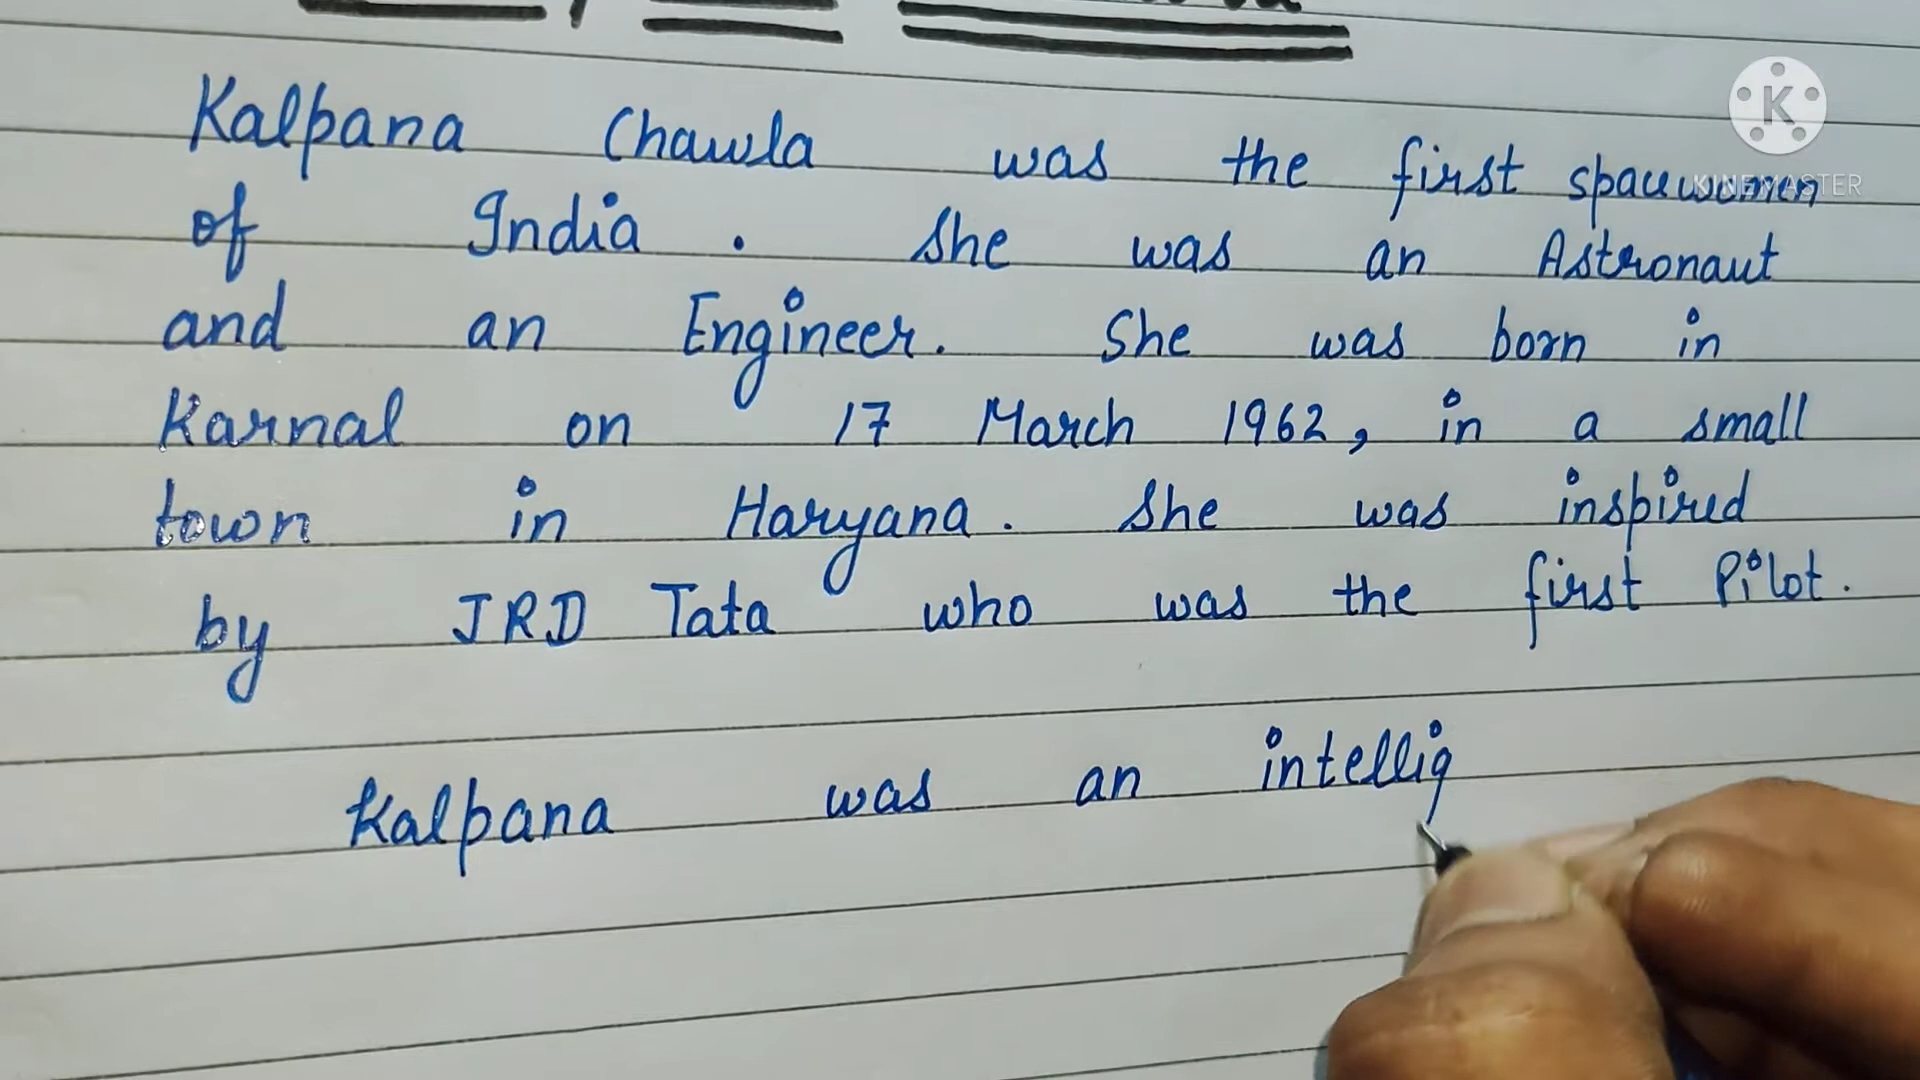 Kalpana Chawla was the first spacewomen
of India. She was an Astronaut
and an Engineer. She was born in
Karnal on 17 March 1962, in a small
town in Haryana. She was inspired
by JRD Tata who was the first Pilot.
Kalpana was an intellig
KINEMASTER